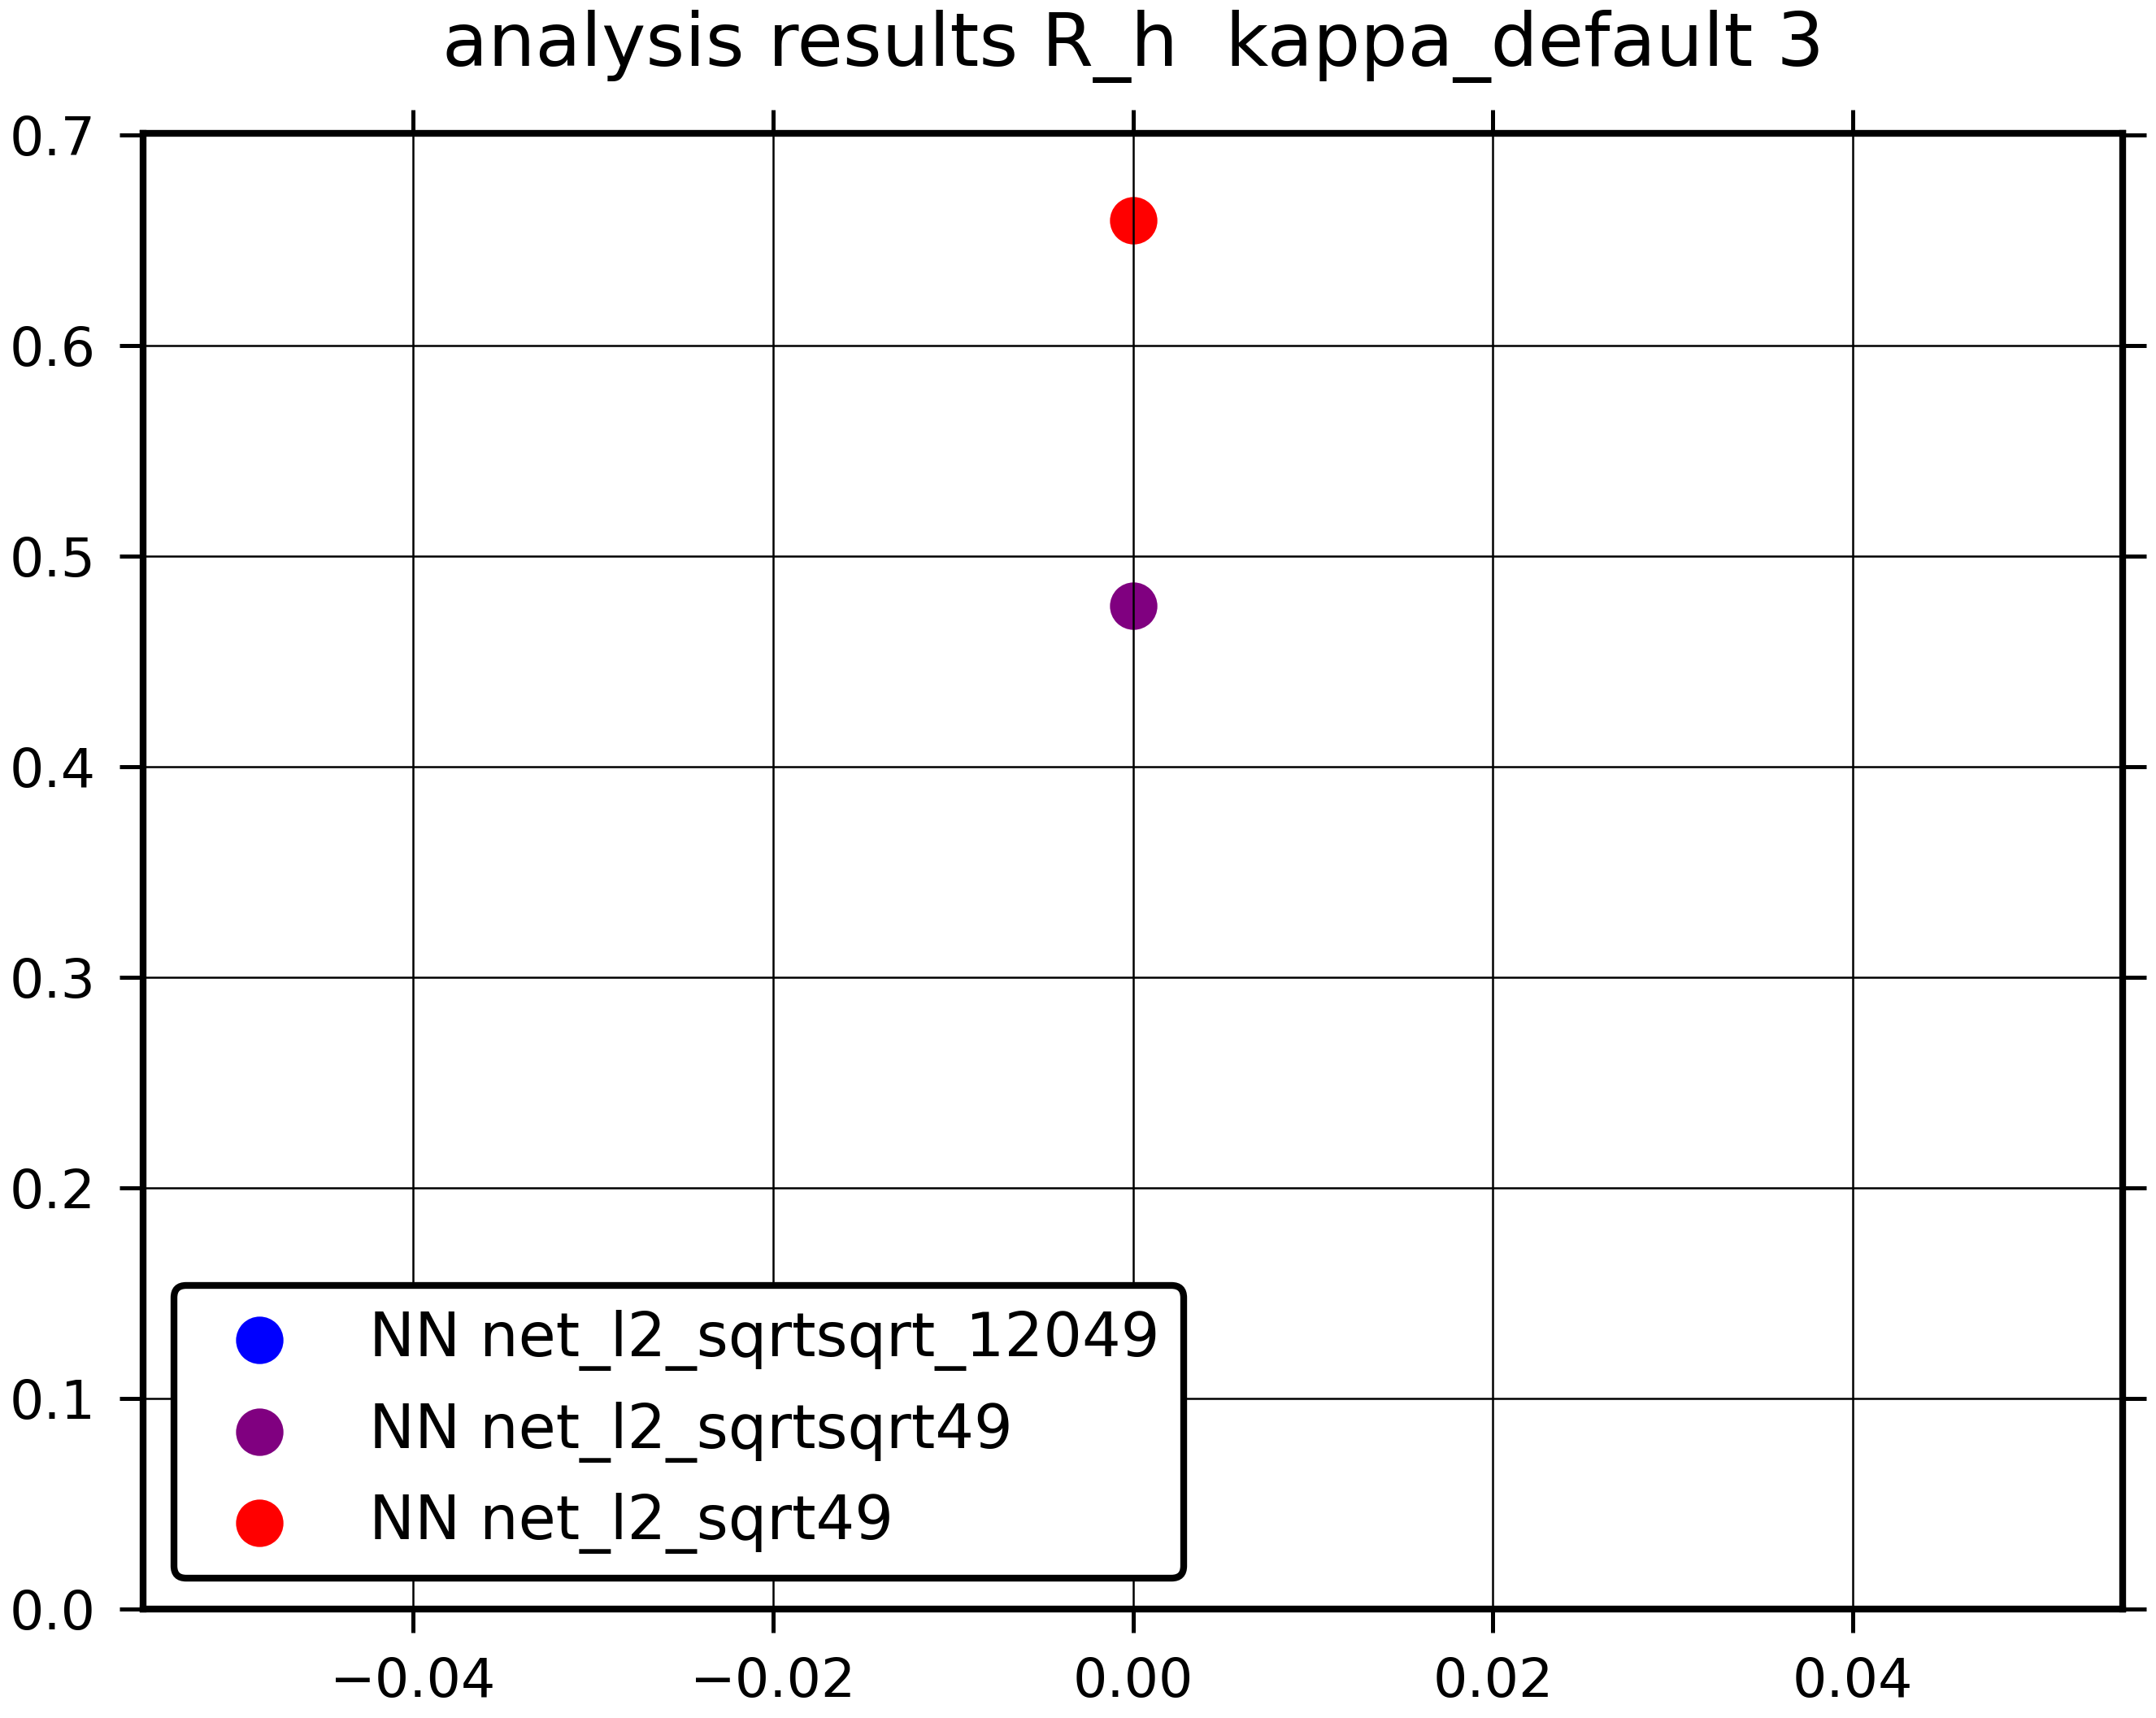 analysis results R_h  kappa_default 3
0.7
0.6
0.5
0.4
0.3
0.2
0.1
0.0
NN net_l2_sqrtsqrt_12049
NN net_l2_sqrtsqrt49
NN net_l2_sqrt49
−0.04 −0.02 0.00 0.02 0.04